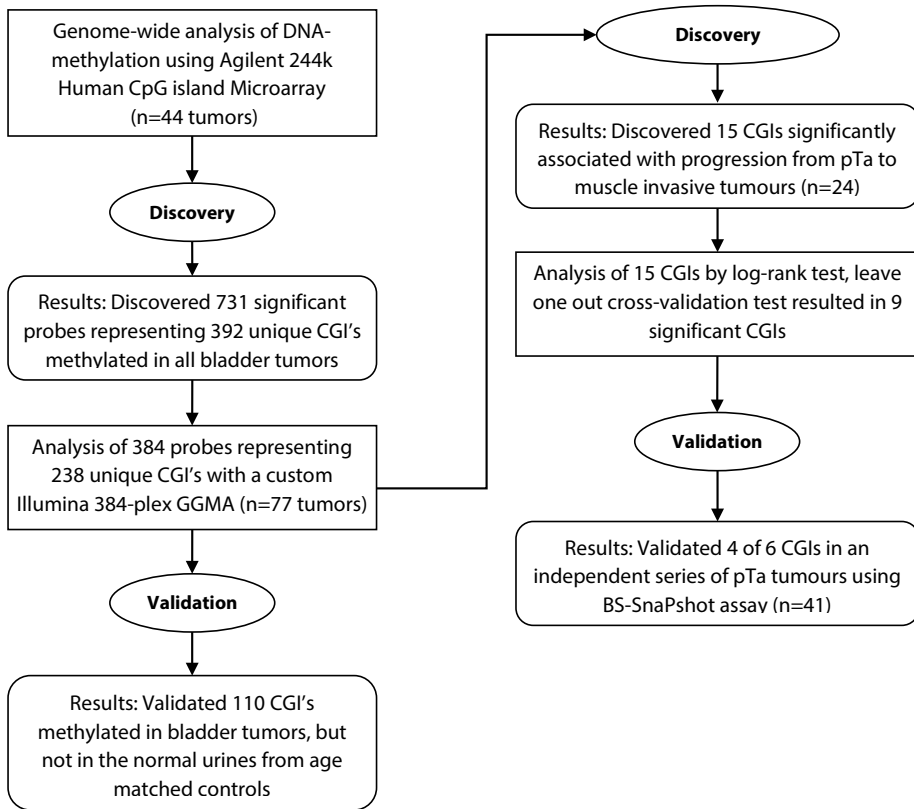 Genome-wide analysis of DNA-
methylation using Agilent 244k
Human CpG island Microarray
(n=44 tumors)
Discovery
Results: Discovered 731 significant
probes representing 392 unique CGI's
methylated in all bladder tumors
Analysis of 384 probes representing
238 unique CGI's with a custom
Illumina 384-plex GGMA (n=77 tumors)
Validation
Results: Validated 110 CGI's
methylated in bladder tumors, but
not in the normal urines from age
matched controls
Discovery
Results: Discovered 15 CGIs significantly
associated with progression from pTa to
muscle invasive tumours (n=24)
Analysis of 15 CGIs by log-rank test, leave
one out cross-validation test resulted in 9
significant CGIs
Validation
Results: Validated 4 of 6 CGIs in an
independent series of pTa tumours using
BS-SnaPshot assay (n=41)